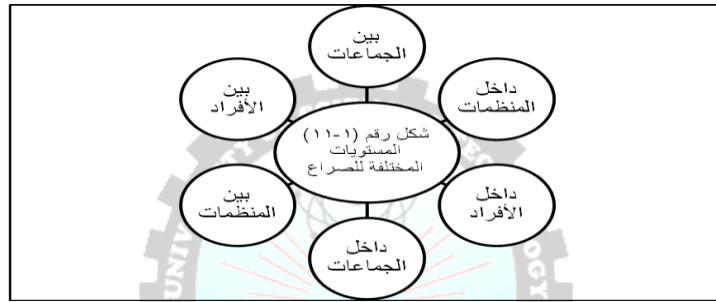 بين
الجماعات
داخل
المنظمات
بين
الأفراد
شكل رقم (١-١١)
المستويات
المختلفة للصراع
داخل
الأفراد
بين
المنظمات
داخل
الجماعات